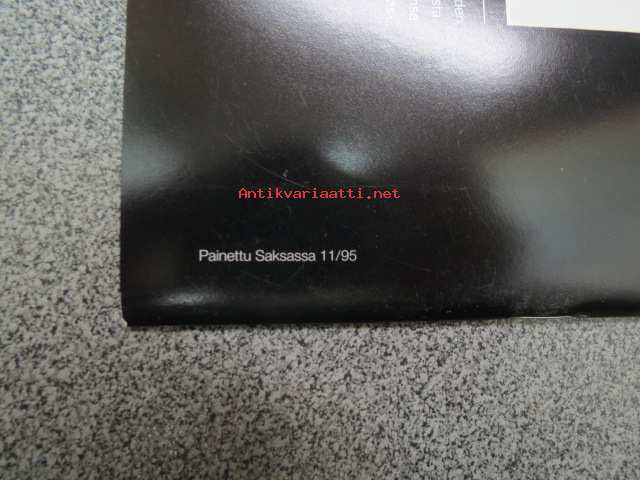 Antikvariaatti.net
Painettu Saksassa 11/95